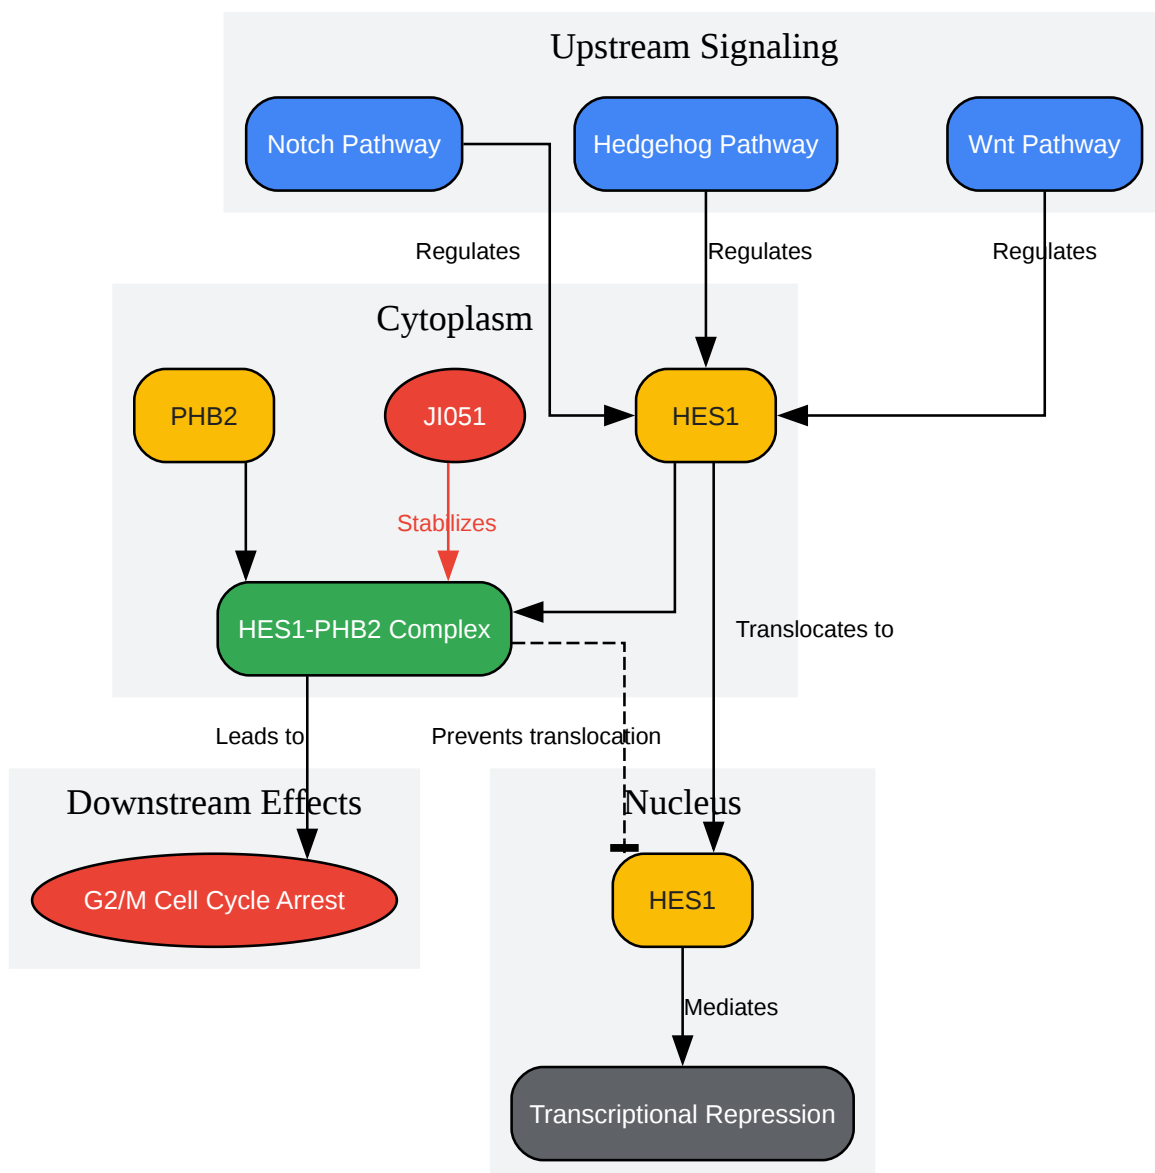 Upstream Signaling
Notch Pathway
Hedgehog Pathway
Wnt Pathway
Regulates
Regulates
Regulates
Cytoplasm
PHB2
JI051
HES1
Stabilizes
HES1-PHB2 Complex
Translocates to
Leads to
Prevents translocation
Downstream Effects
Nucleus
G2/M Cell Cycle Arrest
HES1
Mediates
Transcriptional Repression